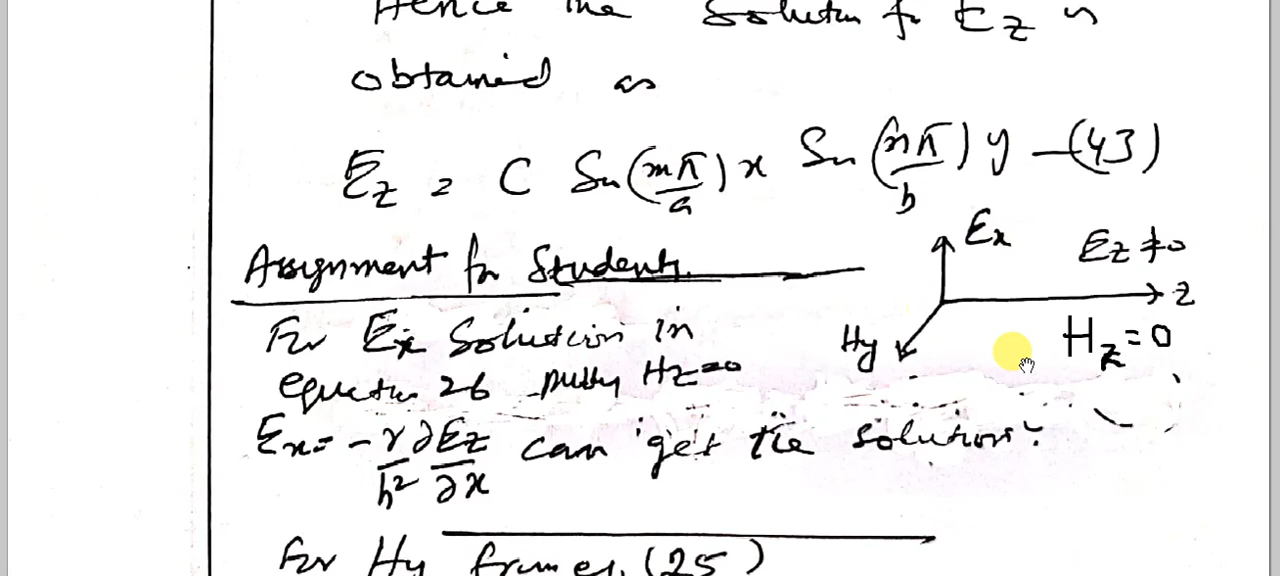 Hence the Solution for Ez is
obtained as
Ez = C Sin(mπ/a)x Sin(nπ/b)y —(43)
Ex
Ez ≠ 0
z
Hy
Hz=0
Assignment for Students.
For Ex Solution in
equation 26 putting Hz=0
Ex = -γ/h² ∂Ez/∂x can get the solution.
For Hy from eq. (25)